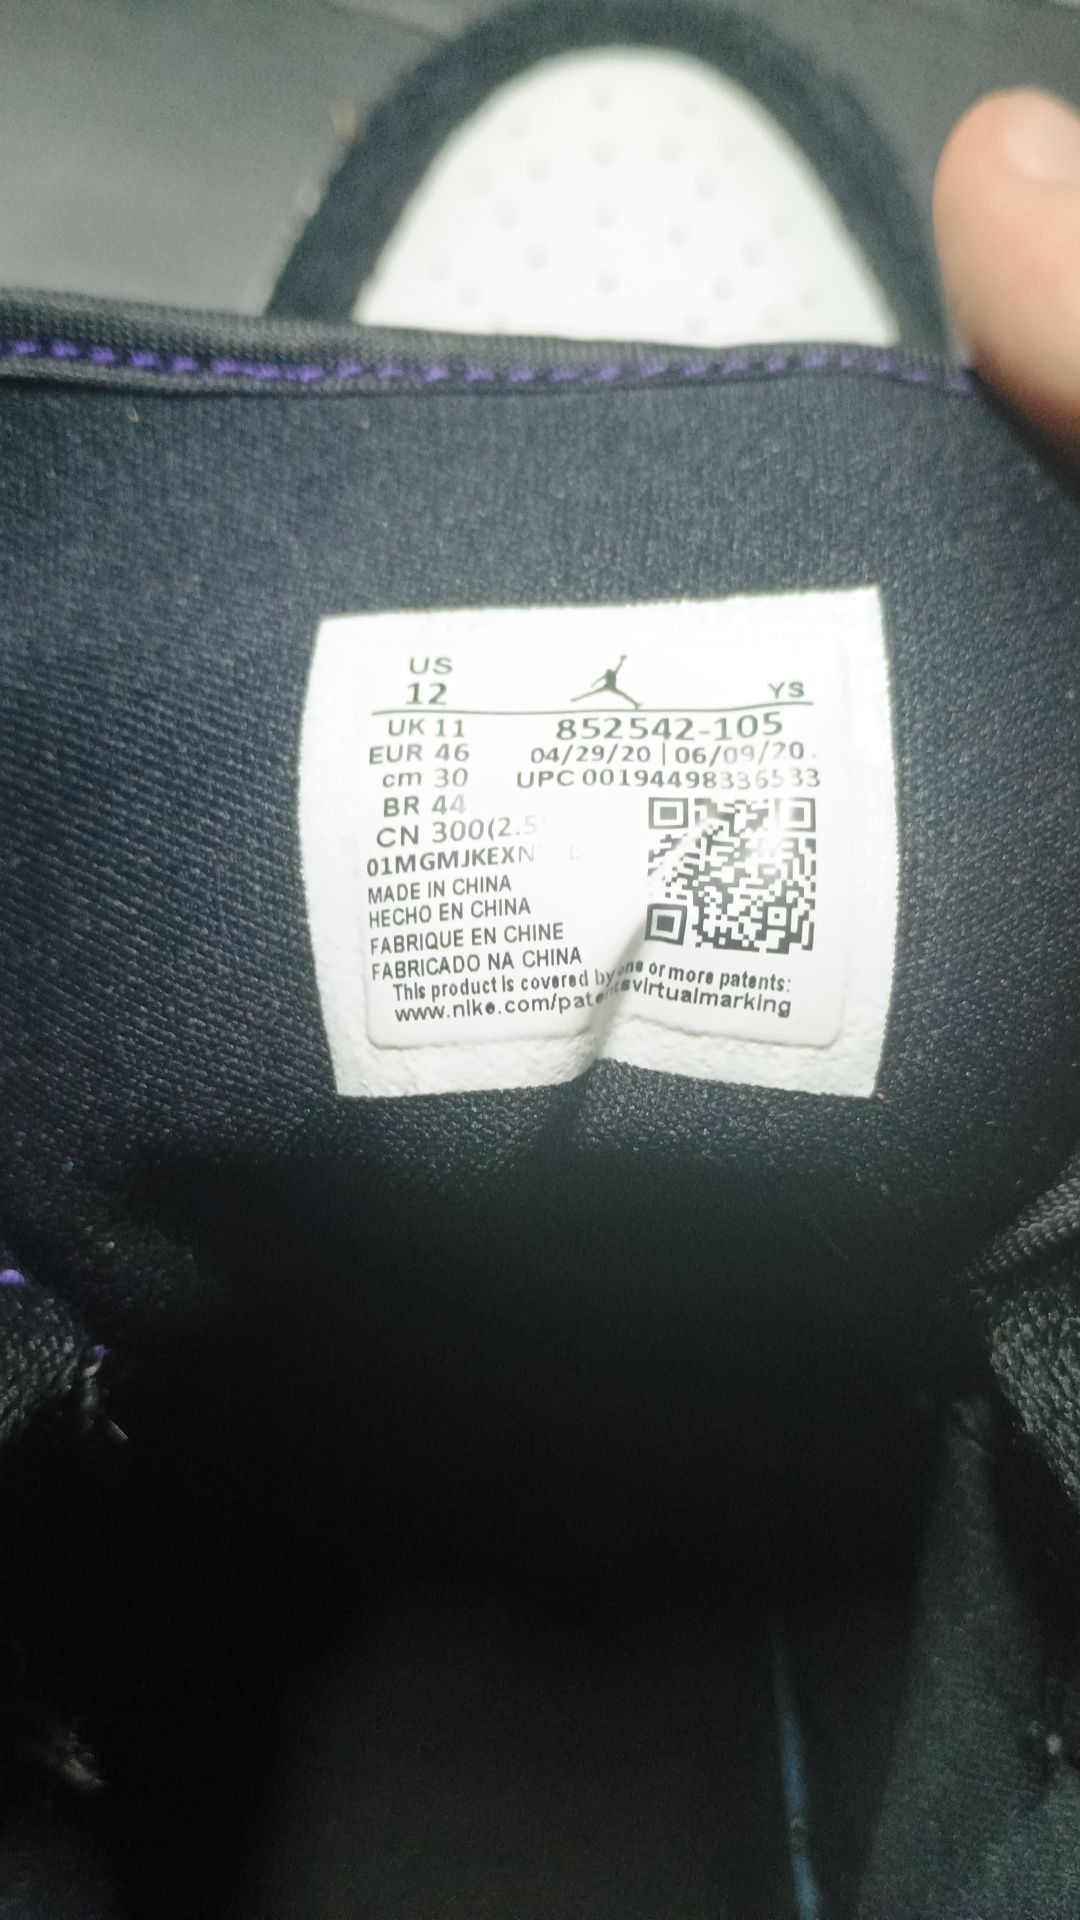 US
12
YS
UK 11
852542-105
EUR 46
04/29/20 | 06/09/20
cm 30
UPC 00194498336533
BR 44
CN 300(2.5
MADE IN CHINA
HECHO EN CHINA
FABRIQUE EN CHINE
FABRICADO NA CHINA
This product is covered by one or more patents:
www.nike.com/patentsvirtualmarking